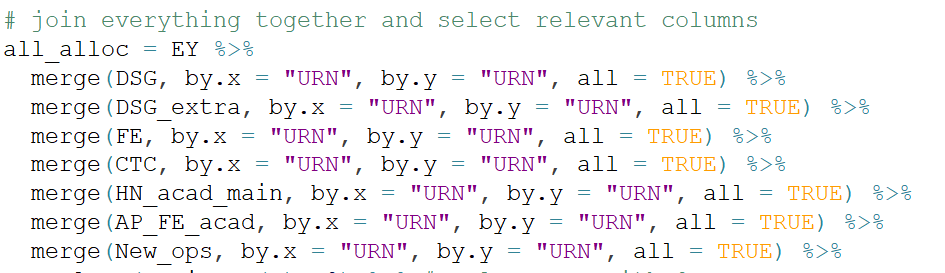 # join everything together and select relevant columns
all_alloc = EY %>%
  merge(DSG, by.x = "URN", by.y = "URN", all = TRUE) %>%
  merge(DSG_extra, by.x = "URN", by.y = "URN", all = TRUE) %>%
  merge(FE, by.x = "URN", by.y = "URN", all = TRUE) %>%
  merge(CTC, by.x = "URN", by.y = "URN", all = TRUE) %>%
  merge(HN_acad_main, by.x = "URN", by.y = "URN", all = TRUE) %>%
  merge(AP_FE_acad, by.x = "URN", by.y = "URN", all = TRUE) %>%
  merge(New_ops, by.x = "URN", by.y = "URN", all = TRUE) %>%